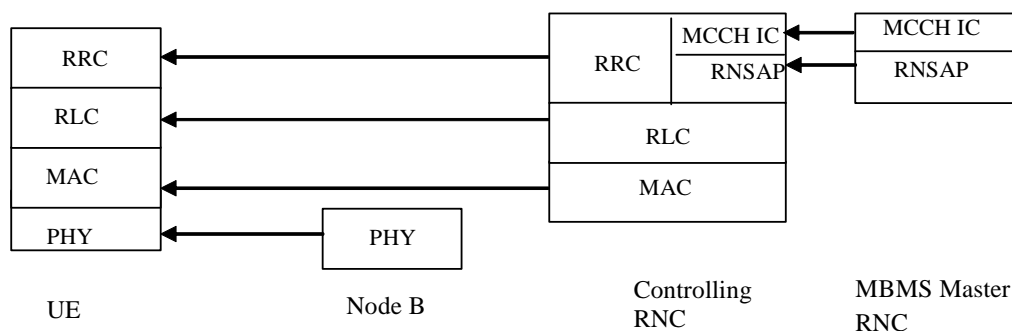 RRC
RLC
MAC
PHY
UE
PHY
Node B
RRC
MCCH IC
RNSAP
RLC
MAC
Controlling
RNC
MCCH IC
RNSAP
MBMS Master
RNC